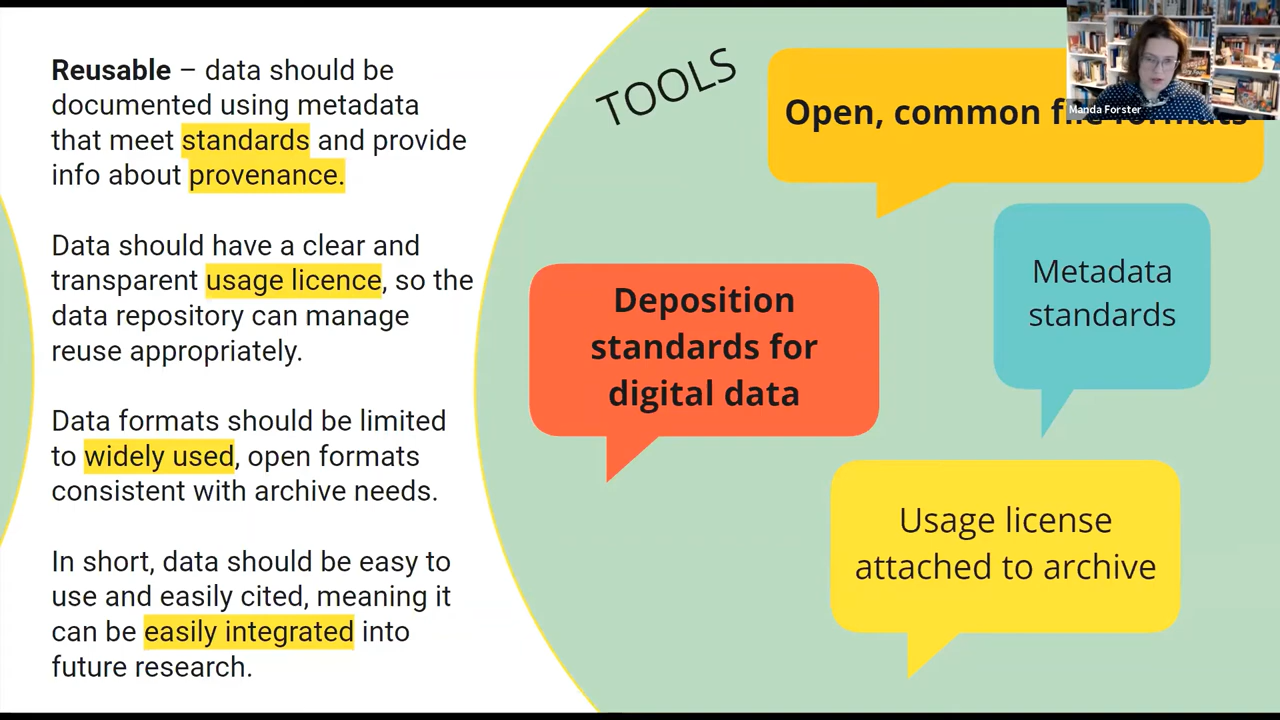 Reusable – data should be
documented using metadata
that meet standards and provide
info about provenance.
Data should have a clear and
transparent usage licence, so the
data repository can manage
reuse appropriately.
Data formats should be limited
to widely used, open formats
consistent with archive needs.
In short, data should be easy to
use and easily cited, meaning it
can be easily integrated into
future research.
TOOLS
Open, common file formats
Manda Forster
Deposition
standards for
digital data
Metadata
standards
Usage license
attached to archive